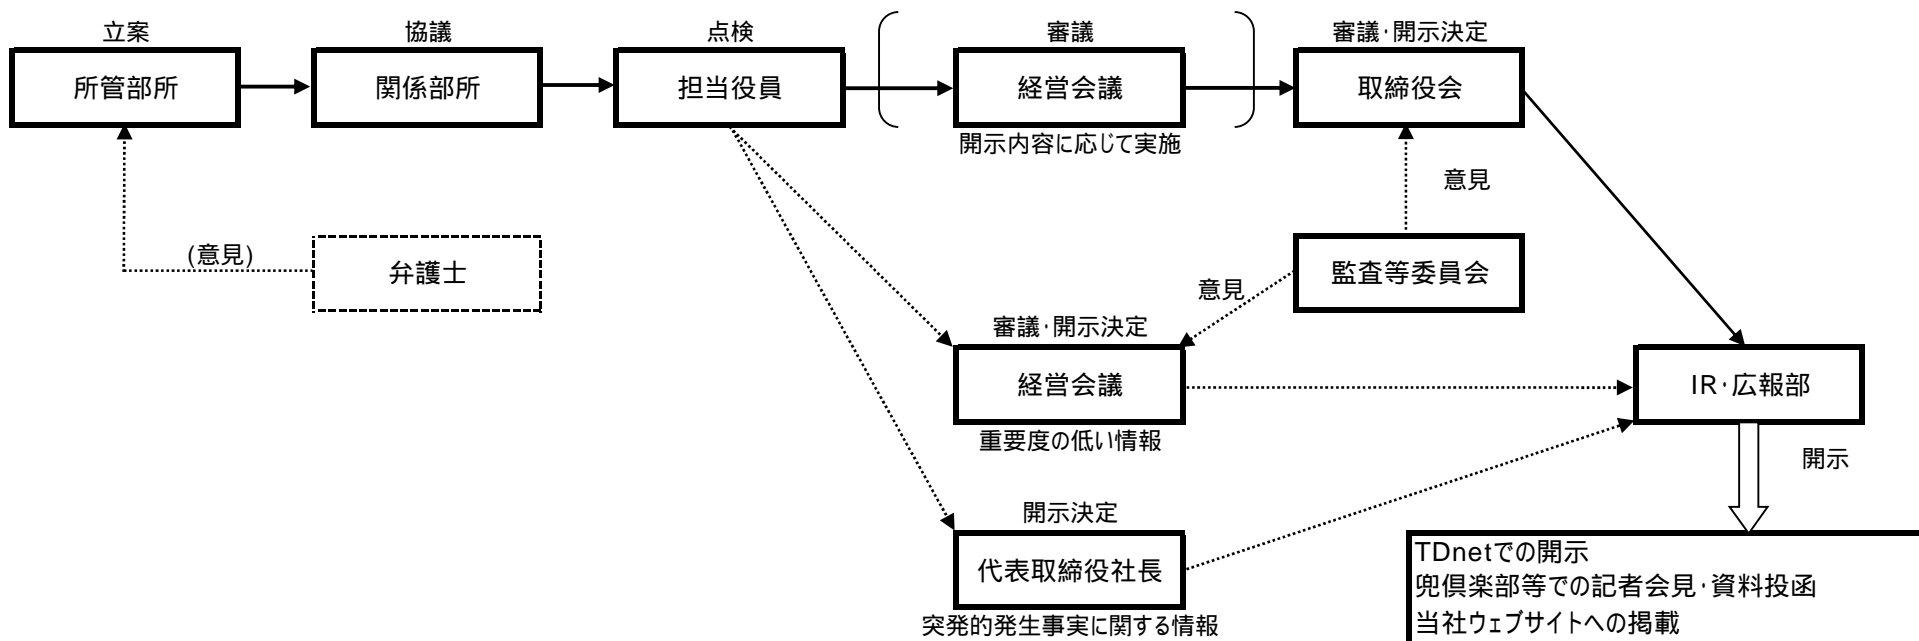 立案
協議
点検
審議
審議・開示決定
所管部所
関係部所
担当役員
経営会議
取締役会
開示内容に応じて実施
意見
(意見)
弁護士
監査等委員会
意見
審議・開示決定
経営会議
IR・広報部
重要度の低い情報
開示
開示決定
代表取締役社長
突発的発生事実に関する情報
TDnetでの開示
兜倶楽部等での記者会見・資料投函
当社ウェブサイトへの掲載